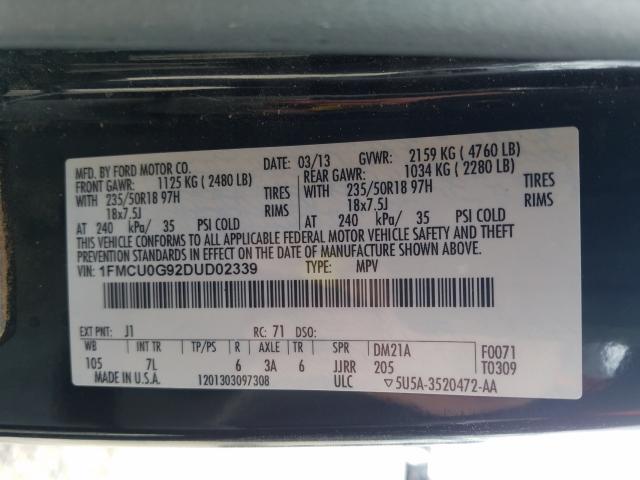 MFD. BY FORD MOTOR CO. DATE: 03/13 GVWR: 2159 KG ( 4760 LB)
FRONT GAWR: 1125 KG ( 2480 LB) REAR GAWR: 1034 KG ( 2280 LB)
WITH 235/50R18 97H TIRES WITH 235/50R18 97H TIRES
18x7.5J RIMS 18x7.5J RIMS
AT 240 kPa/ 35 PSI COLD AT 240 kPa/ 35 PSI COLD
THIS VEHICLE CONFORMS TO ALL APPLICABLE FEDERAL MOTOR VEHICLE SAFETY AND THEFT
PREVENTION STANDARDS IN EFFECT ON THE DATE OF MANUFACTURE SHOWN ABOVE.
VIN: 1FMCU0G92DUD02339 TYPE: MPV
EXT PNT: J1 RC: 71 DSO:
WB INT TR TP/PS R AXLE TR SPR DM21A F0071
105 7L 6 3A 6 JJRR 205 T0309
MADE IN U.S.A. 1201303097308 ULC ▽5U5A-3520472-AA